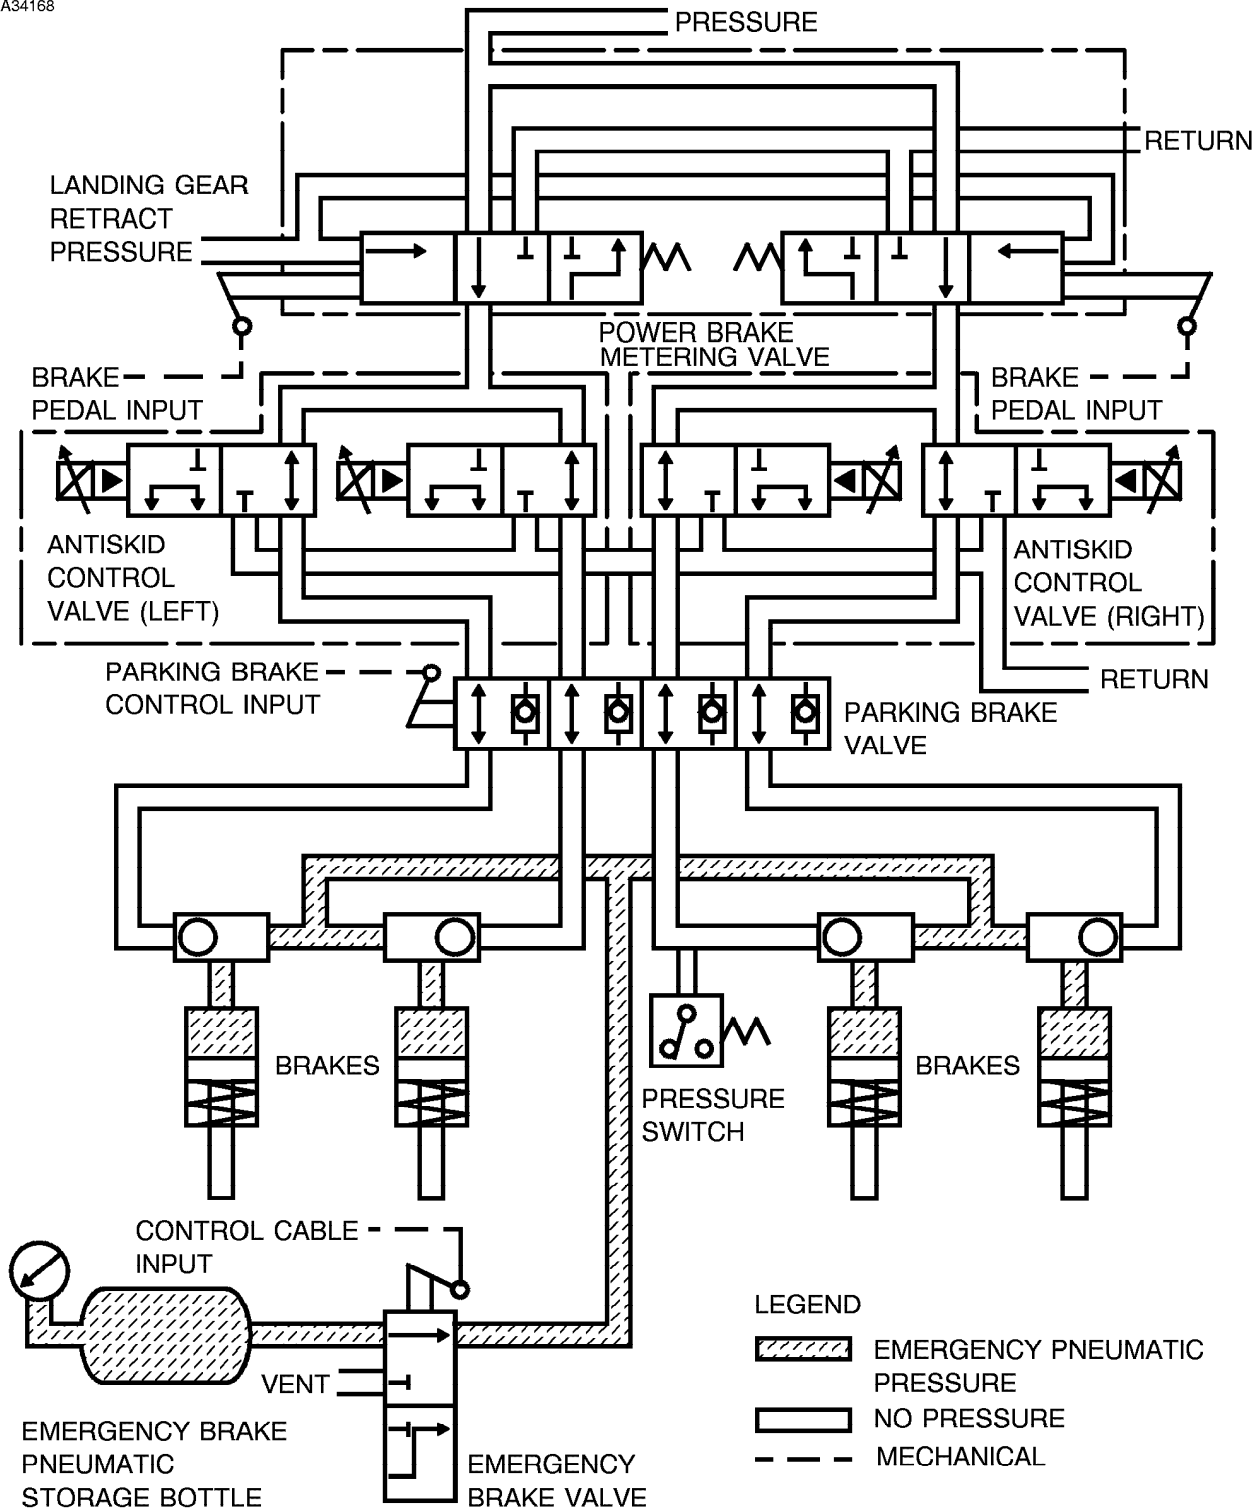 A34168
PRESSURE
RETURN
LANDING GEAR
RETRACT
PRESSURE
POWER BRAKE
METERING VALVE
BRAKE
PEDAL INPUT
BRAKE
PEDAL INPUT
ANTISKID
CONTROL
VALVE (LEFT)
ANTISKID
CONTROL
VALVE (RIGHT)
PARKING BRAKE
CONTROL INPUT
RETURN
PARKING BRAKE
VALVE
BRAKES
BRAKES
PRESSURE
SWITCH
CONTROL CABLE
INPUT
VENT
EMERGENCY BRAKE
PNEUMATIC
STORAGE BOTTLE
EMERGENCY
BRAKE VALVE
LEGEND
EMERGENCY PNEUMATIC
PRESSURE
NO PRESSURE
MECHANICAL